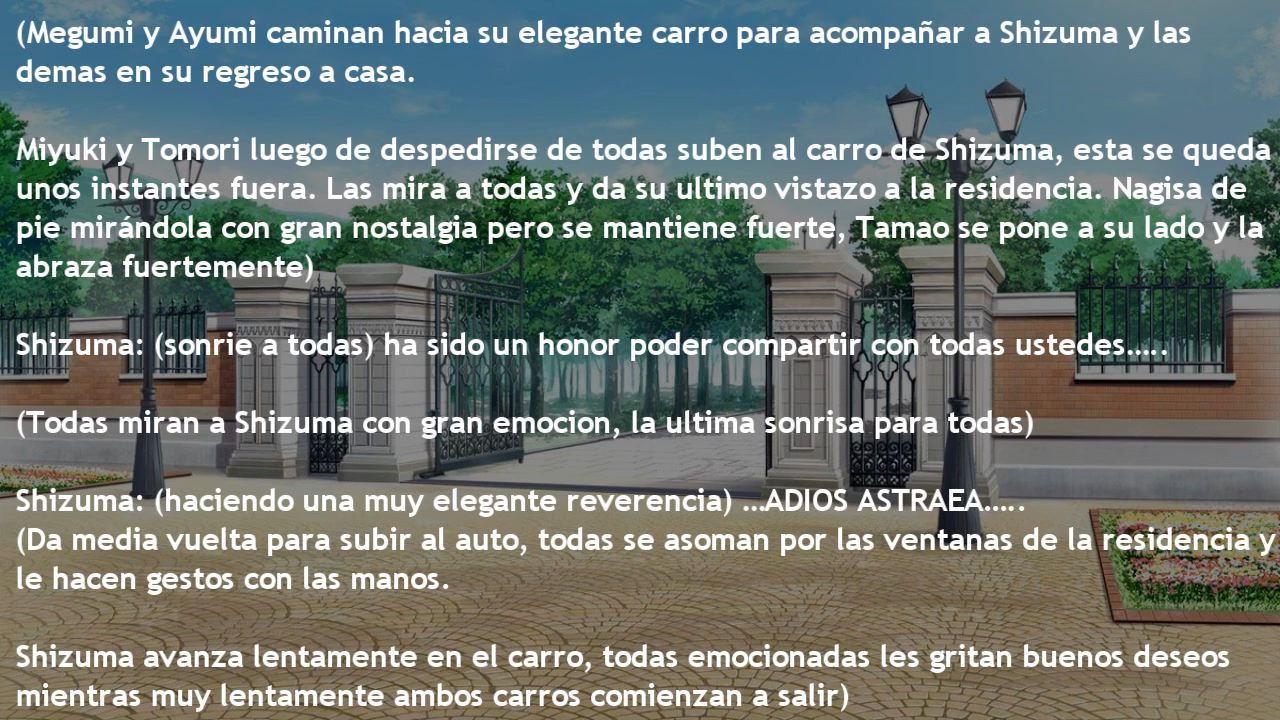 (Megumi y Ayumi caminan hacia su elegante carro para acompañar a Shizuma y las
demas en su regreso a casa.
Miyuki y Tomori luego de despedirse de todas suben al carro de Shizuma, esta se queda
unos instantes fuera. Las mira a todas y da su ultimo vistazo a la residencia. Nagisa de
pie mirándola con gran nostalgia pero se mantiene fuerte, Tamao se pone a su lado y la
abraza fuertemente)
Shizuma: (sonrie a todas) ha sido un honor poder compartir con todas ustedes…..
(Todas miran a Shizuma con gran emocion, la ultima sonrisa para todas)
Shizuma: (haciendo una muy elegante reverencia) …ADIOS ASTRAEA…..
(Da media vuelta para subir al auto, todas se asoman por las ventanas de la residencia y
le hacen gestos con las manos.
Shizuma avanza lentamente en el carro, todas emocionadas les gritan buenos deseos
mientras muy lentamente ambos carros comienzan a salir)